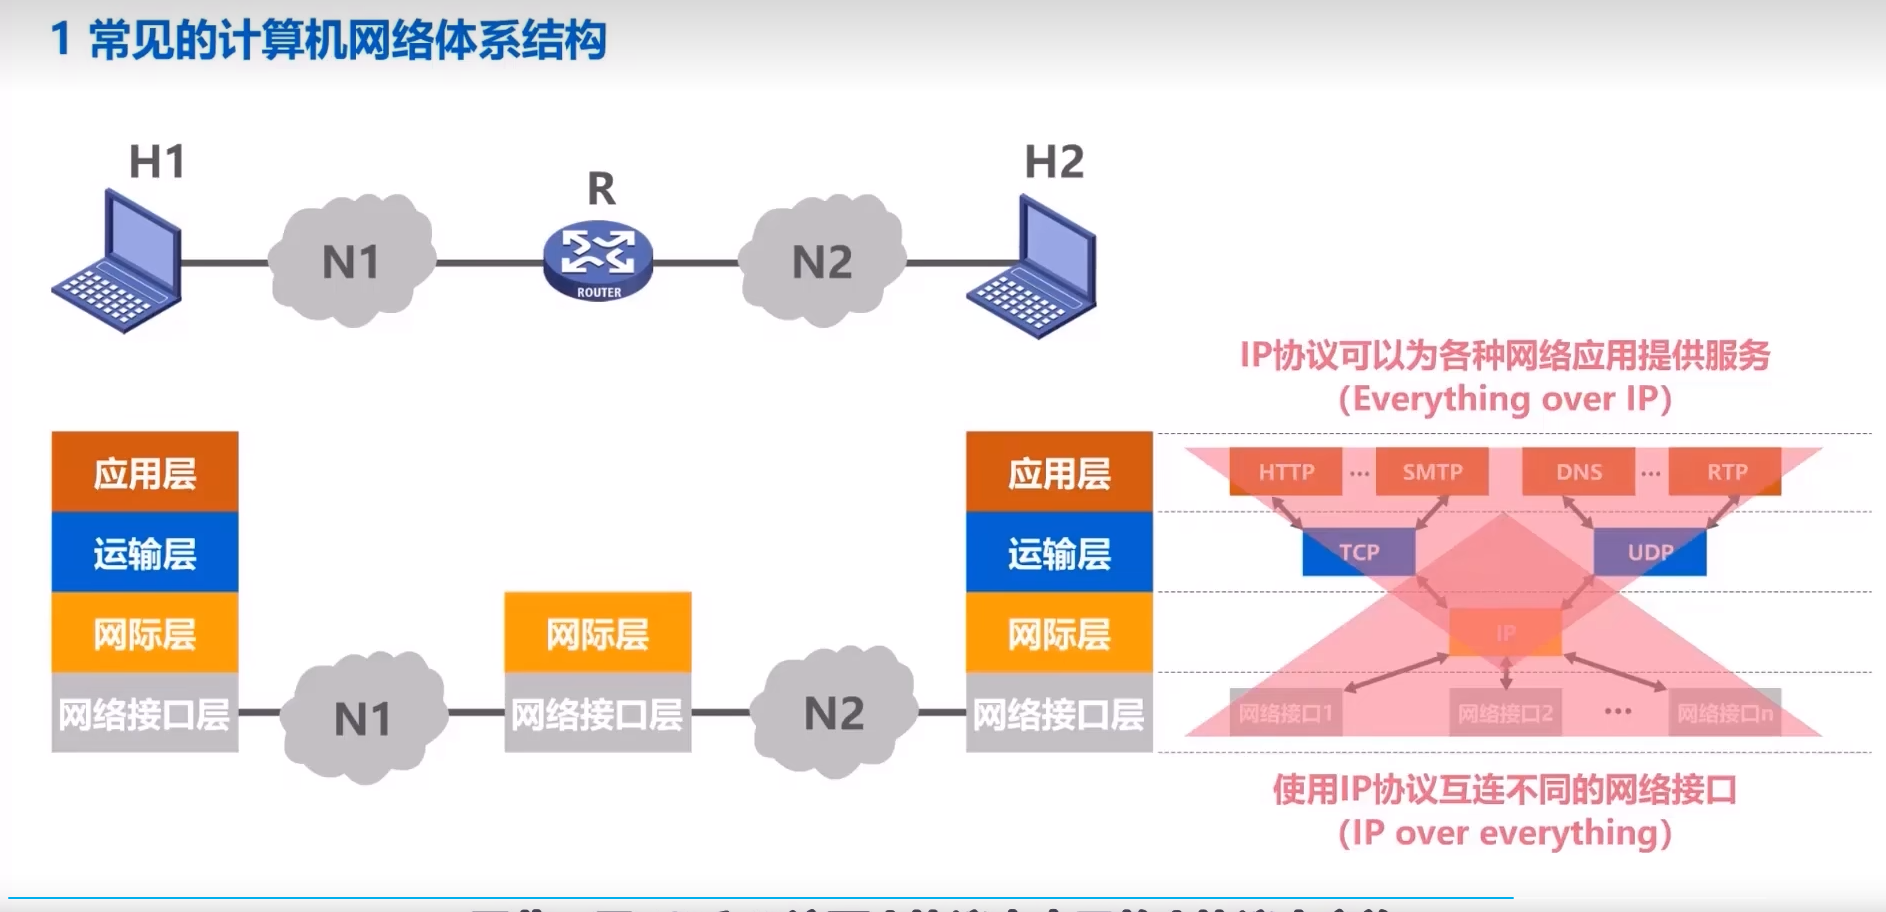 1 常见的计算机网络体系结构
H1
R
H2
N1
N2
ROUTER
IP协议可以为各种网络应用提供服务
（Everything over IP）
应用层
应用层
HTTP ... SMTP DNS ... RTP
运输层
运输层
TCP UDP
网际层
网际层
网际层
IP
网络接口层
N1
网络接口层
N2
网络接口层
网络接口1 网络接口2 ... 网络接口n
使用IP协议互连不同的网络接口
（IP over everything）